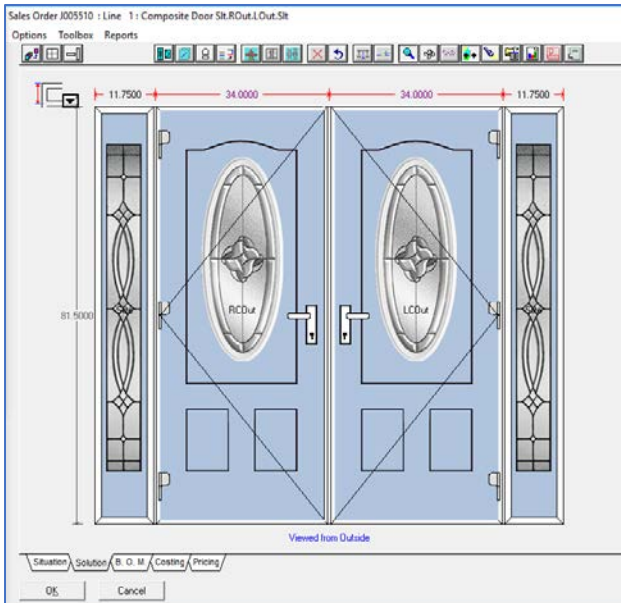 Sales Order J005510 : Line 1 : Composite Door Slt.ROut.LOut.Slt
Options Toolbox Reports
11.7500 34.0000 34.0000 11.7500
81.5000
RCOut LCOut
Viewed from Outside
Situation Solution B. O. M. Costing Pricing
OK Cancel